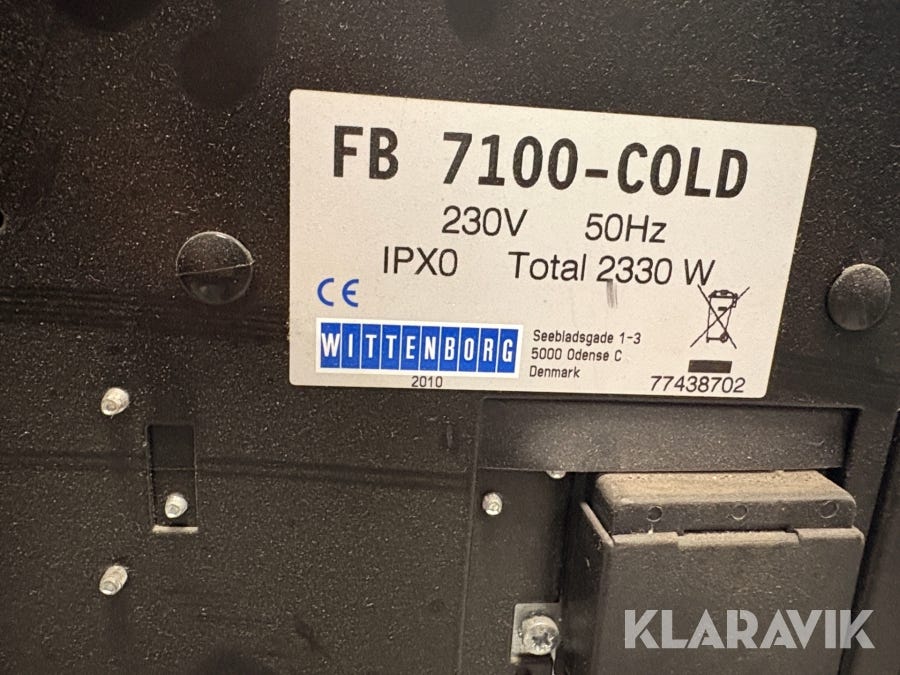 FB 7100-COLD
230V 50Hz
IPX0 Total 2330 W
CE
WITTENBORG
2010
Seebladsgade 1-3
5000 Odense C
Denmark
77438702
KLARAVIK